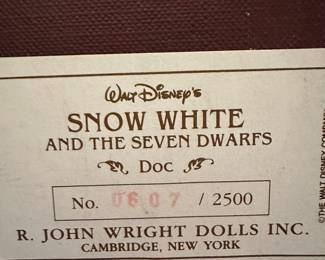 Walt Disney's
SNOW WHITE
AND THE SEVEN DWARFS
Doc
No. 0607 / 2500
R. JOHN WRIGHT DOLLS INC.
CAMBRIDGE, NEW YORK
©THE WALT DISNEY COMPANY